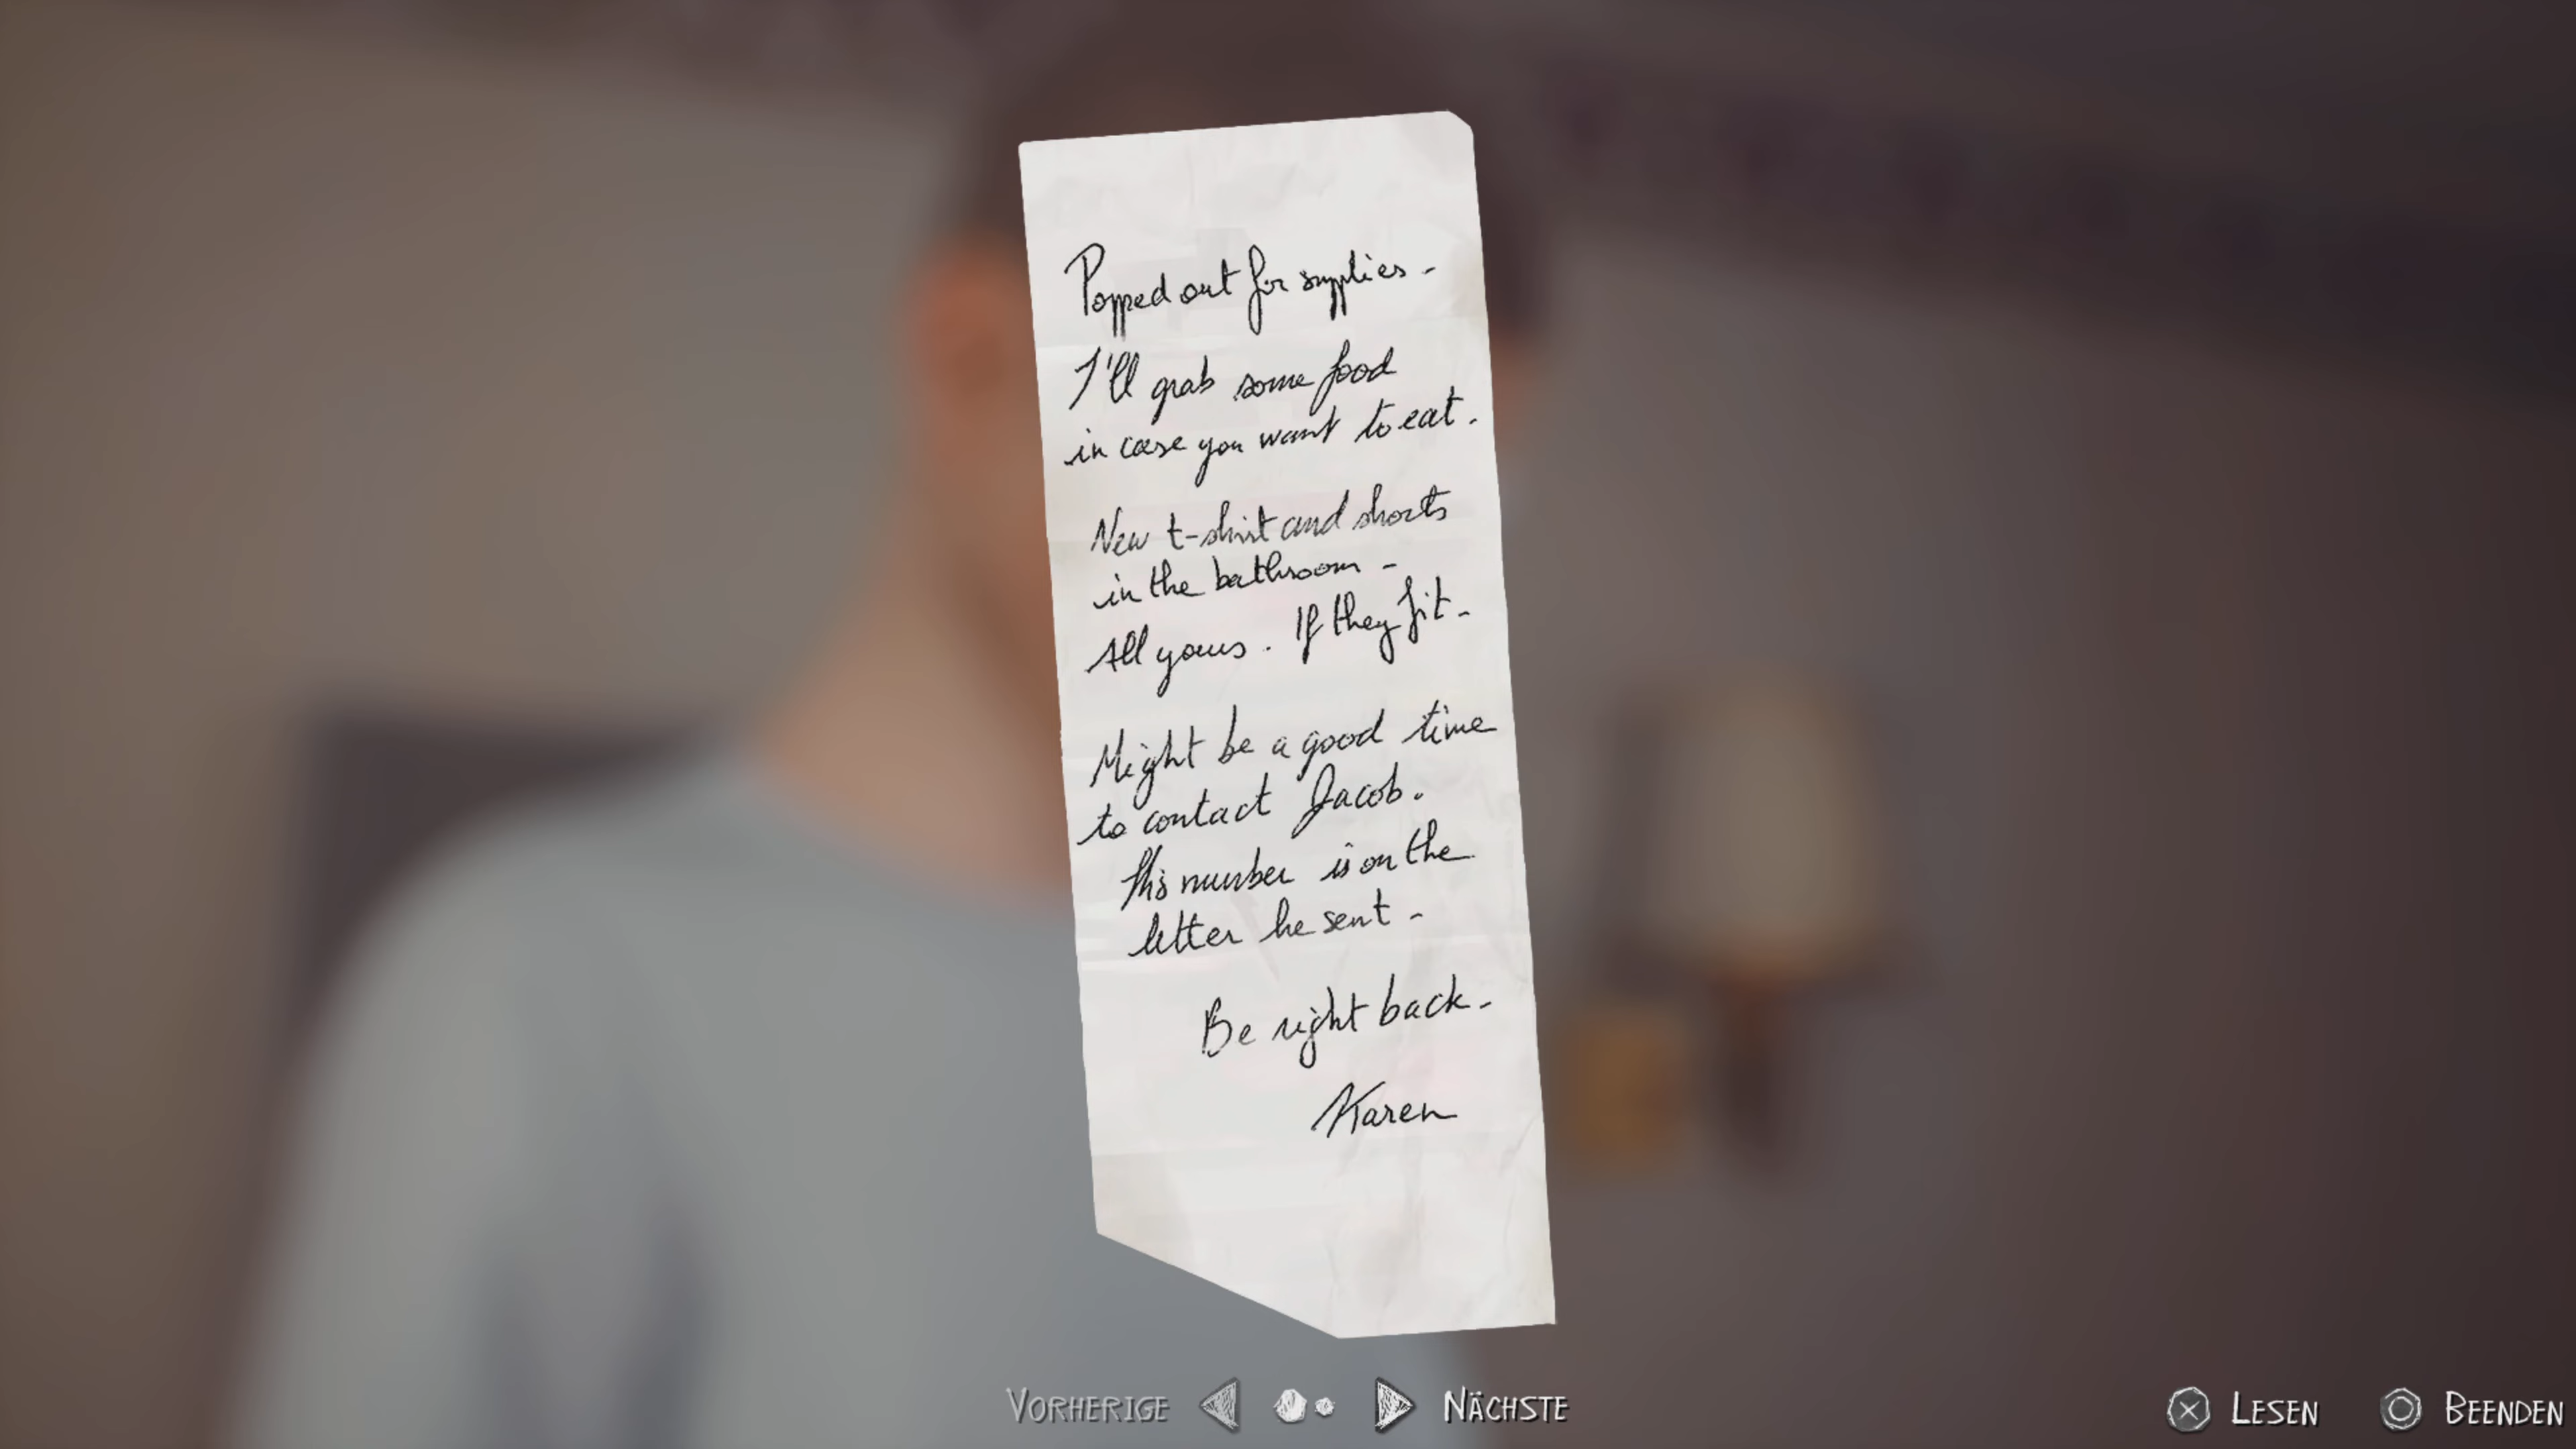 Popped out for supplies -
I'll grab some food
in case you want to eat.
New t-shirt and shorts
in the bathroom -
All yours. If they fit -
Might be a good time
to contact Jacob.
His number is on the
letter he sent -
Be right back -
Karen
VORHERIGE NÄCHSTE
LESEN BEENDEN